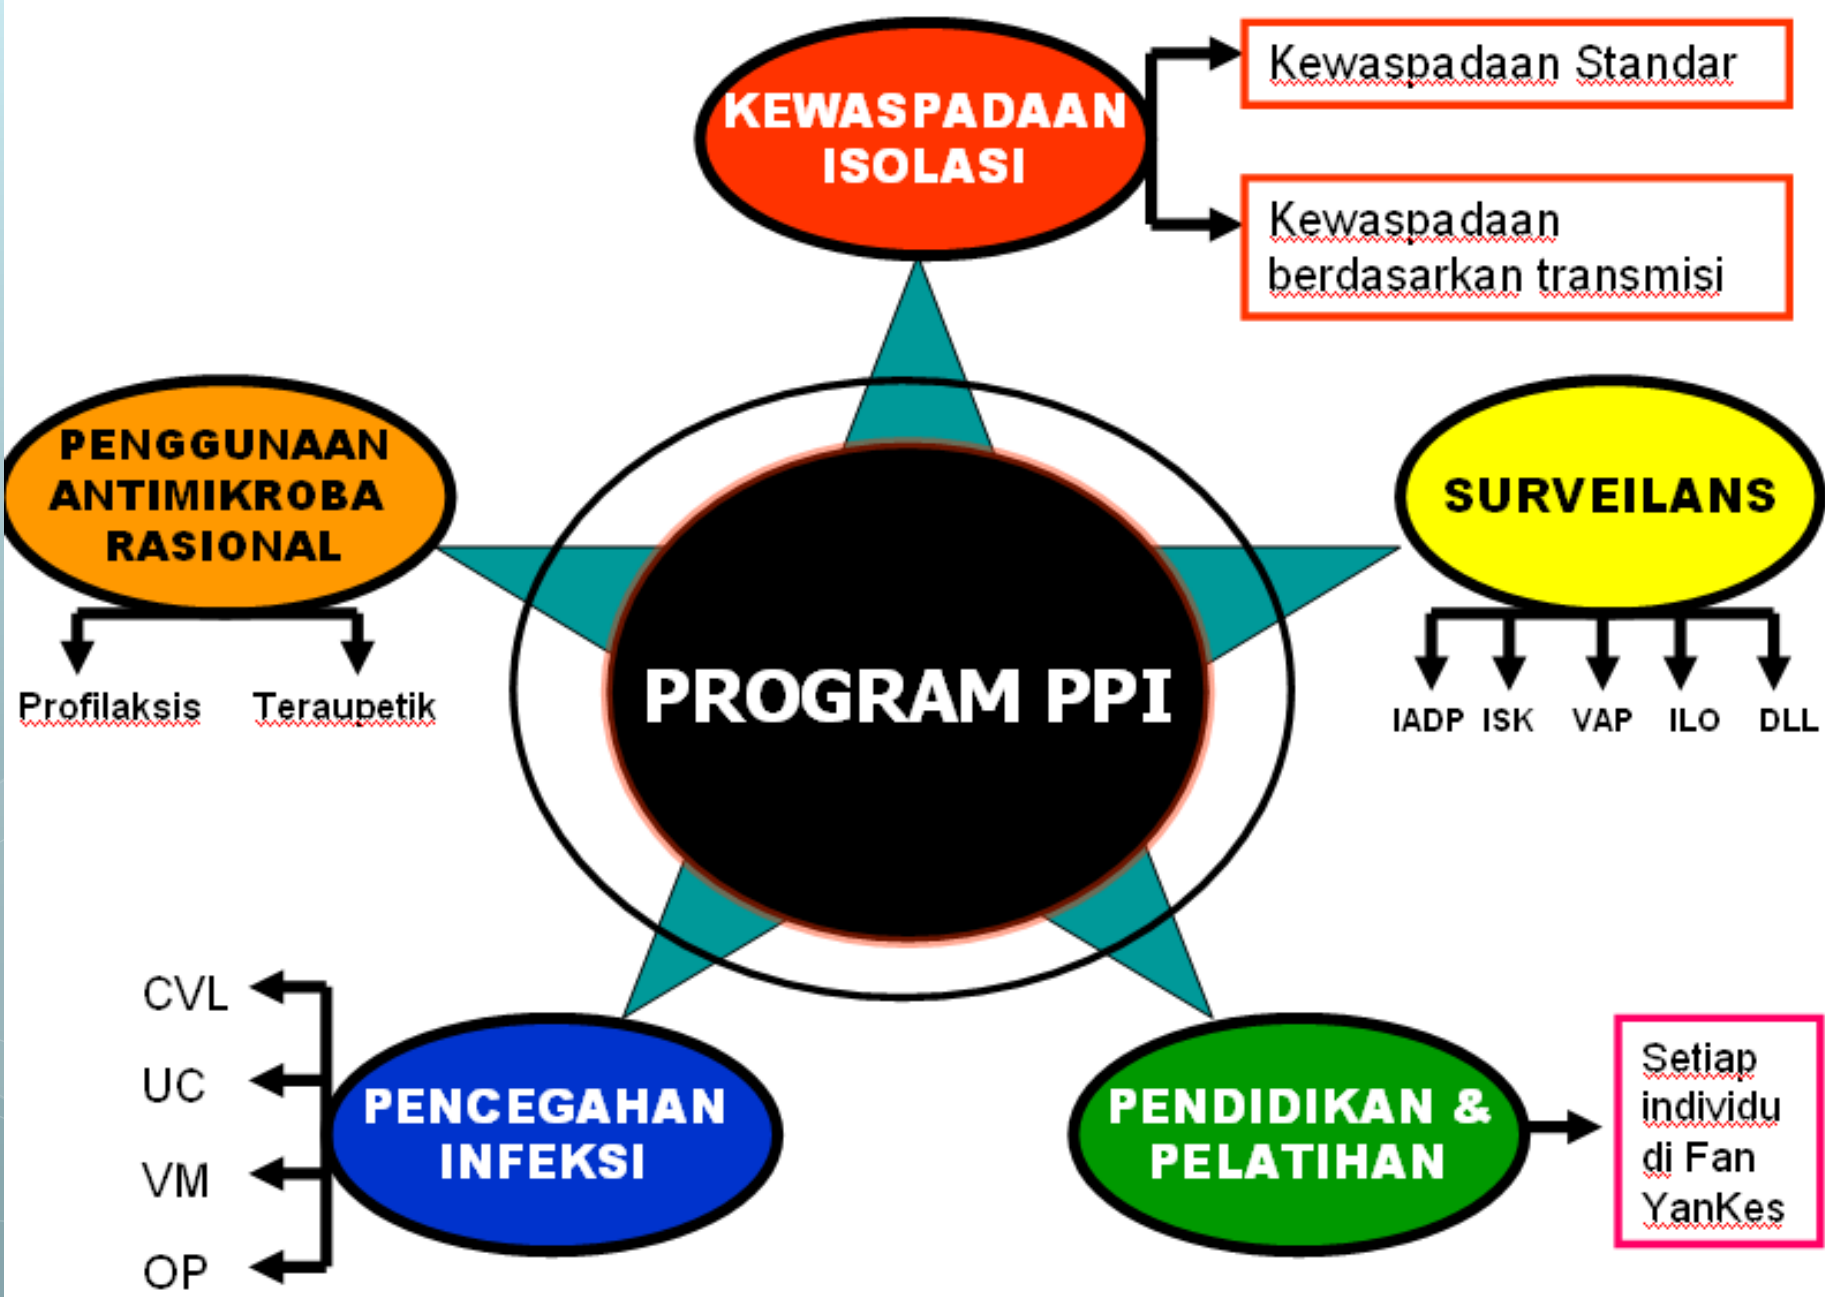 KEWASPADAAN
ISOLASI
Kewaspadaan Standar
Kewaspadaan
berdasarkan transmisi
PENGGUNAAN
ANTIMIKROBA
RASIONAL
Profilaksis
Teraupetik
SURVEILANS
IADP ISK VAP ILO DLL
PROGRAM PPI
PENCEGAHAN
INFEKSI
CVL
UC
VM
OP
PENDIDIKAN &
PELATIHAN
Setiap
individu
di Fan
YanKes